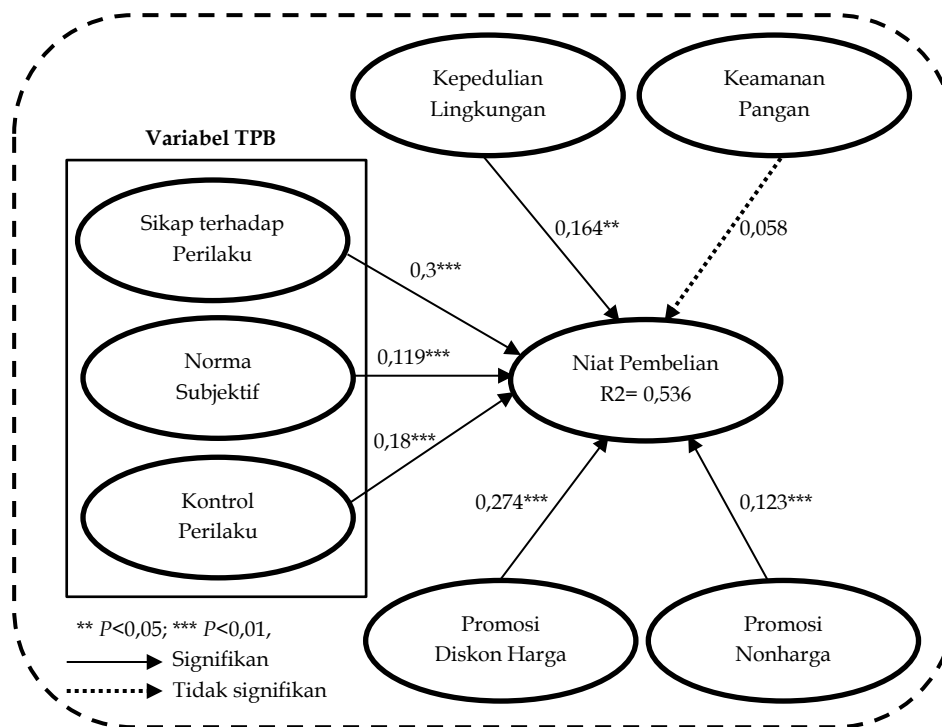 Kepedulian
Lingkungan
Keamanan
Pangan
Variabel TPB
Sikap terhadap
Perilaku
0,164**
0,058
0,3***
Norma
Subjektif
0,119***
Niat Pembelian
R2= 0,536
0,18***
Kontrol
Perilaku
0,274***
0,123***
Promosi
Diskon Harga
Promosi
Nonharga
** P<0,05; *** P<0,01,
Signifikan
Tidak signifikan